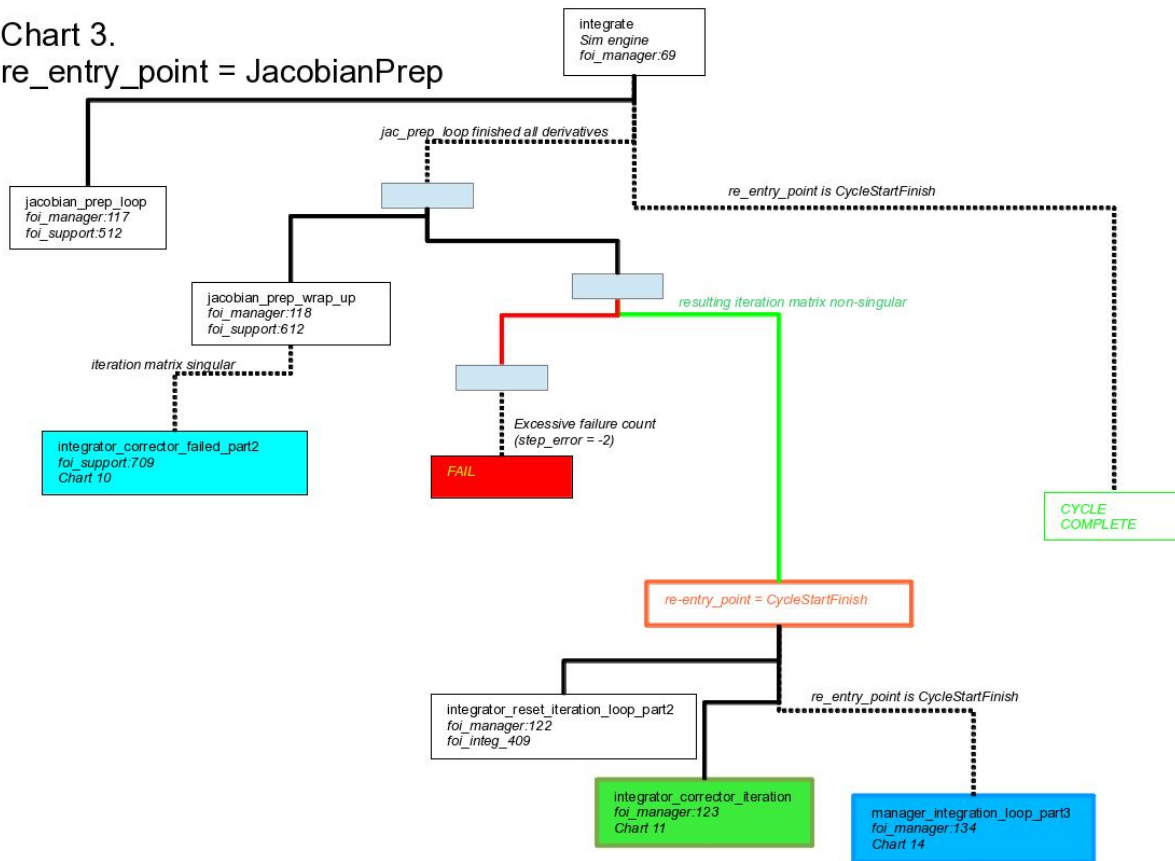 Chart 3.
re_entry_point = JacobianPrep
integrate
Sim engine
foi_manager:69
jac_prep_loop finished all derivatives
re_entry_point is CycleStartFinish
jacobian_prep_loop
foi_manager:117
foi_support:512
jacobian_prep_wrap_up
foi_manager:118
foi_support:612
resulting iteration matrix non-singular
iteration matrix singular
Excessive failure count
(step_error = -2)
integrator_corrector_failed_part2
foi_support:709
Chart 10
FAIL
CYCLE
COMPLETE
re-entry_point = CycleStartFinish
re_entry_point is CycleStartFinish
integrator_reset_iteration_loop_part2
foi_manager:122
foi_integ_409
integrator_corrector_iteration
foi_manager:123
Chart 11
manager_integration_loop_part3
foi_manager:134
Chart 14